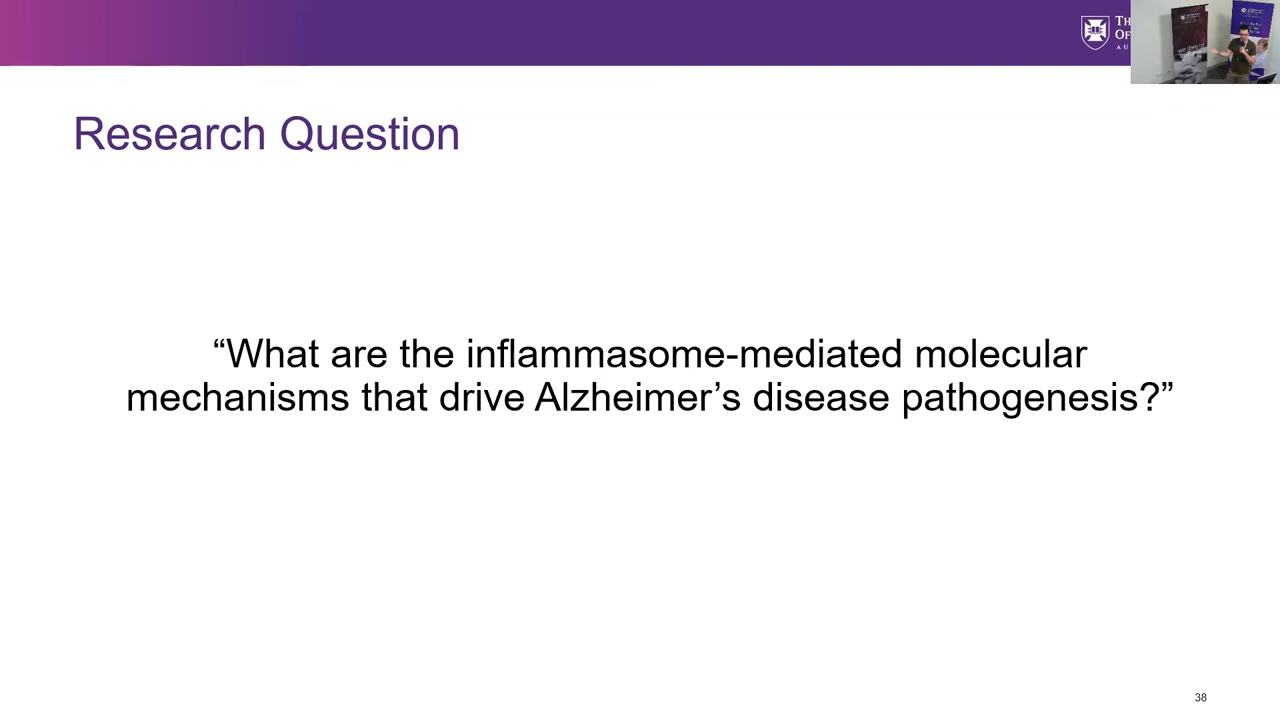 Research Question
“What are the inflammasome-mediated molecular
mechanisms that drive Alzheimer’s disease pathogenesis?”
38